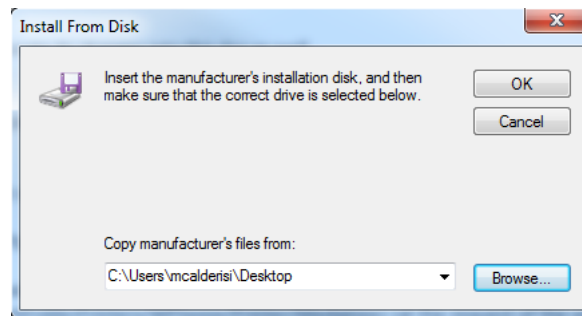 Install From Disk
Insert the manufacturer's installation disk, and then
make sure that the correct drive is selected below.
OK
Cancel
Copy manufacturer's files from:
C:\Users\mcalderisi\Desktop
Browse...